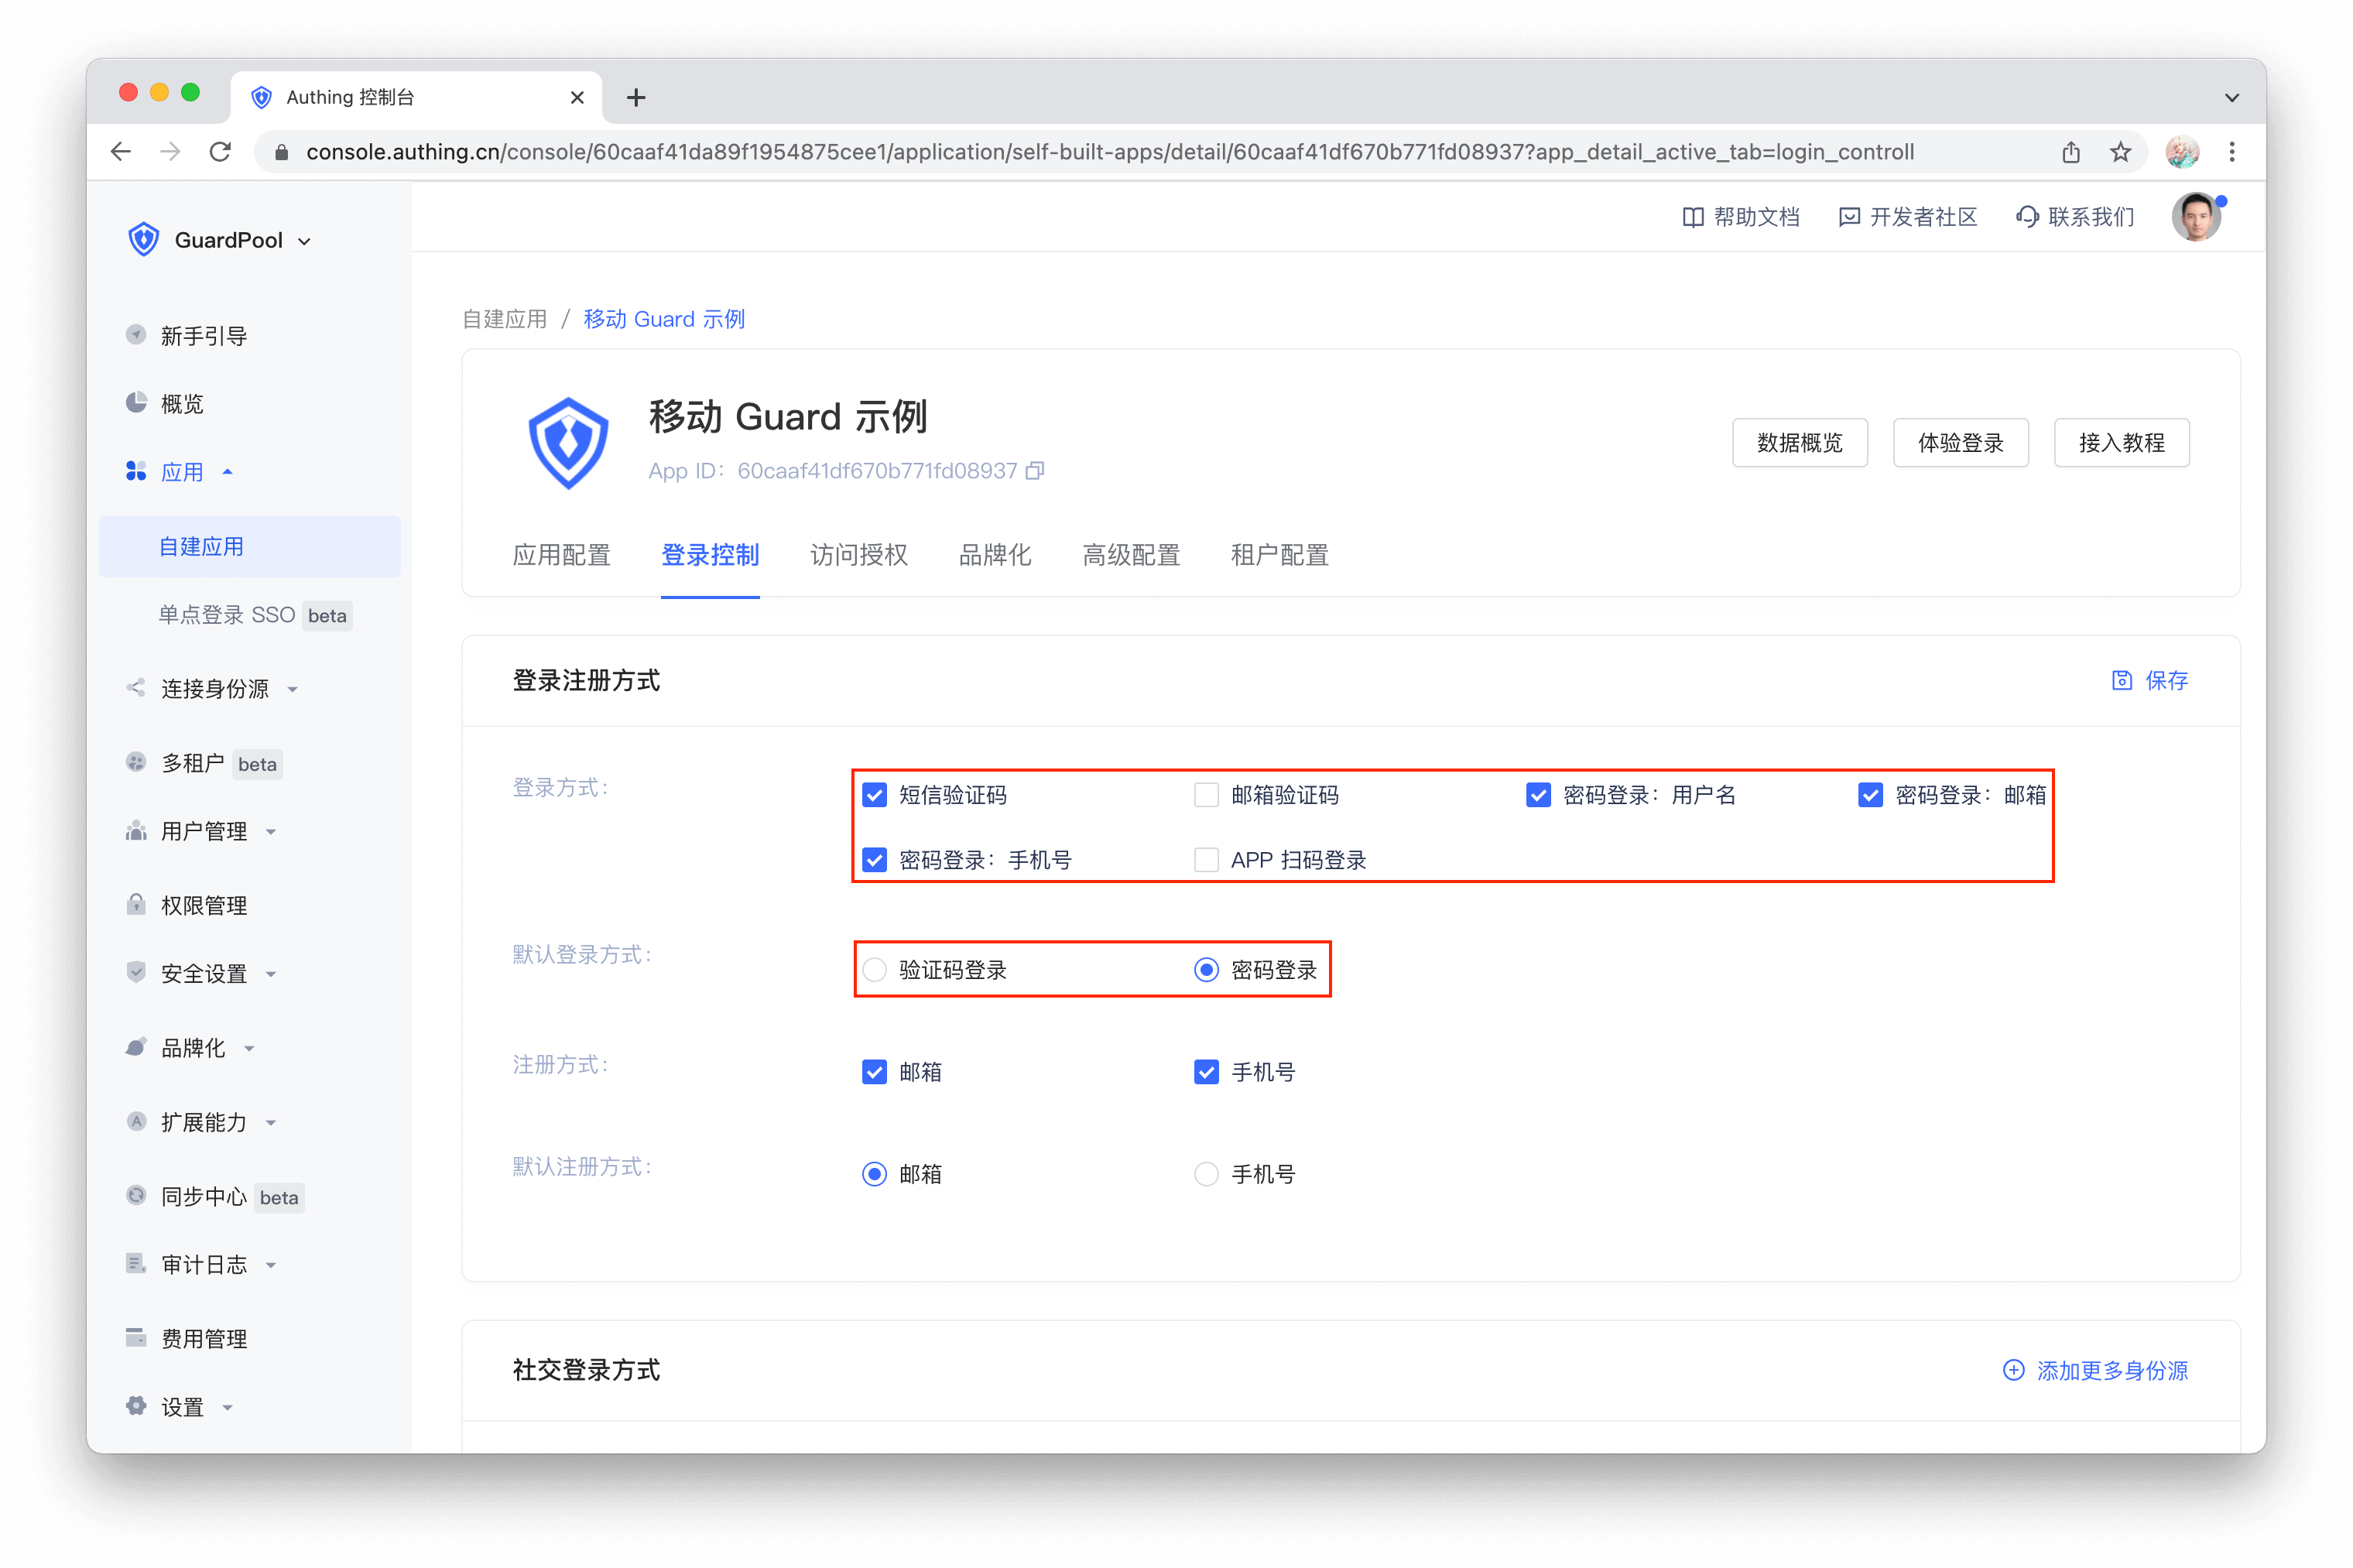 Authing 控制台
console.authing.cn/console/60caaf41da89f1954875cee1/application/self-built-apps/detail/60caaf41df670b771fd08937?app_detail_active_tab=login_controll
GuardPool
帮助文档 开发者社区 联系我们
新手引导
概览
应用
自建应用
单点登录 SSO beta
连接身份源
多租户 beta
用户管理
权限管理
安全设置
品牌化
扩展能力
同步中心 beta
审计日志
费用管理
设置
自建应用 / 移动 Guard 示例
移动 Guard 示例
App ID: 60caaf41df670b771fd08937
数据概览 体验登录 接入教程
应用配置 登录控制 访问授权 品牌化 高级配置 租户配置
登录注册方式 保存
登录方式: 短信验证码 邮箱验证码 密码登录：用户名 密码登录：邮箱
密码登录：手机号 APP 扫码登录
默认登录方式: 验证码登录 密码登录
注册方式: 邮箱 手机号
默认注册方式: 邮箱 手机号
社交登录方式 添加更多身份源